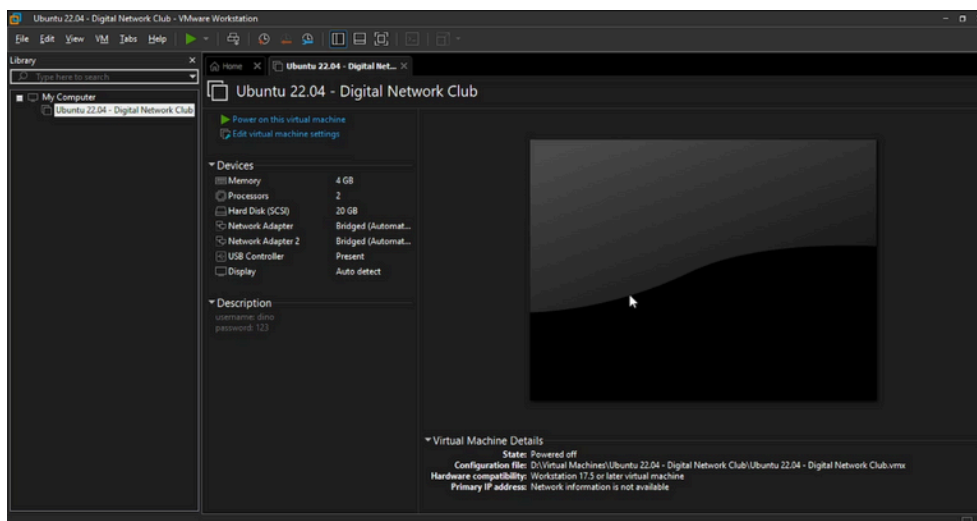 Ubuntu 22.04 - Digital Network Club - VMware Workstation
File Edit View VM Tabs Help
Library
Type here to search
My Computer
Ubuntu 22.04 - Digital Network Club
Home
Ubuntu 22.04 - Digital Net...
Ubuntu 22.04 - Digital Network Club
Power on this virtual machine
Edit virtual machine settings
Devices
Memory 4 GB
Processors 2
Hard Disk (SCSI) 20 GB
Network Adapter Bridged (Automat...
Network Adapter 2 Bridged (Automat...
USB Controller Present
Display Auto detect
Description
username: dino
password: 123
Virtual Machine Details
State: Powered off
Configuration file: D:\Virtual Machines\Ubuntu 22.04 - Digital Network Club\Ubuntu 22.04 - Digital Network Club.vmx
Hardware compatibility: Workstation 17.5 or later virtual machine
Primary IP address: Network information is not available